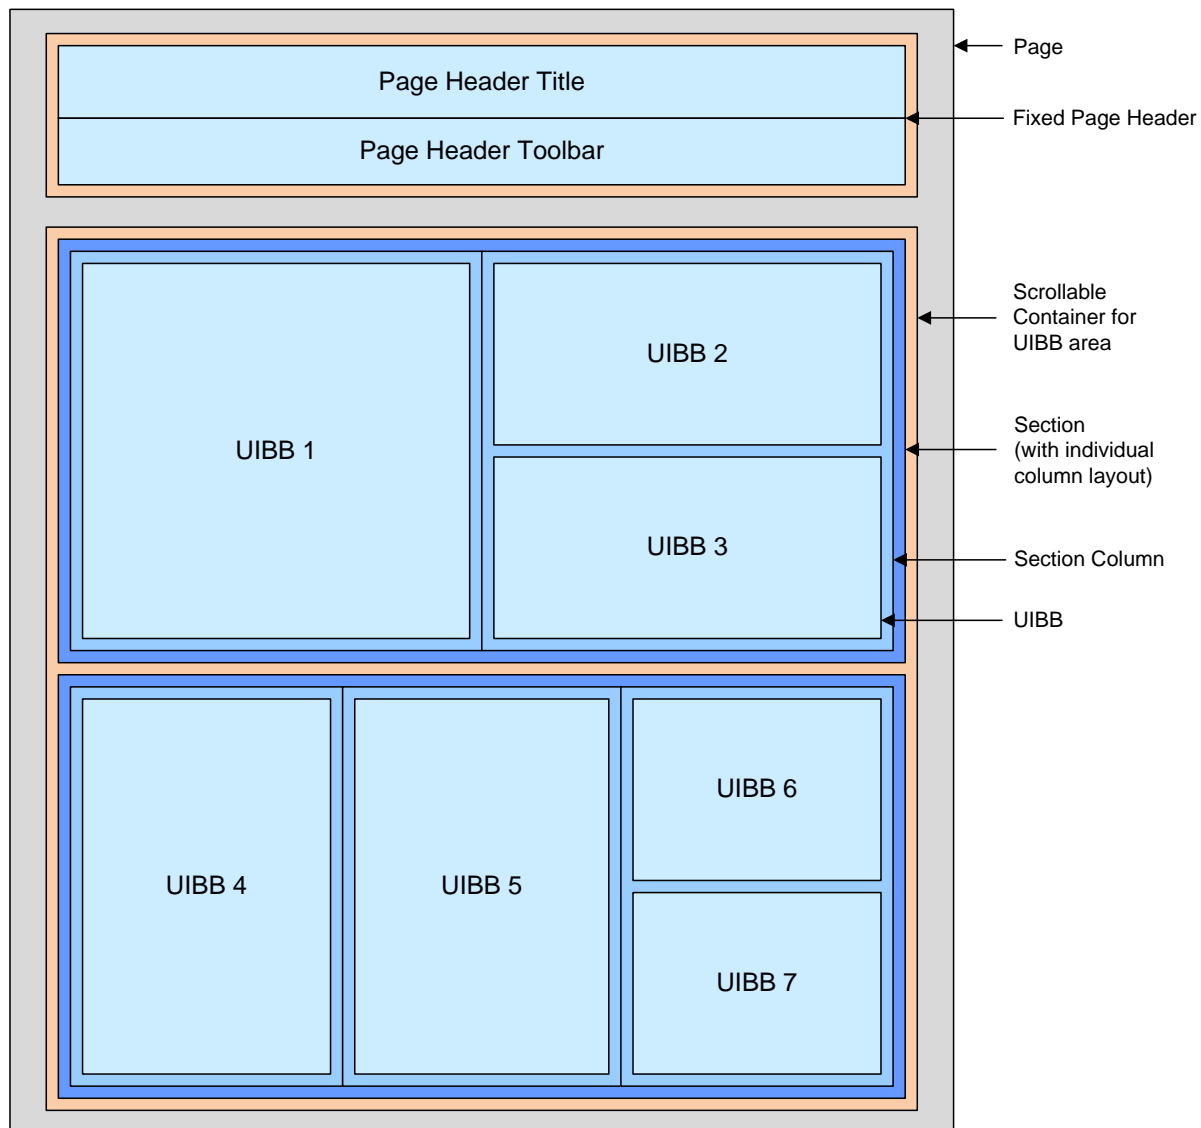 Page Header Title
Page Header Toolbar
Page
Fixed Page Header
UIBB 1
UIBB 2
UIBB 3
Scrollable
Container for
UIBB area
Section
(with individual
column layout)
Section Column
UIBB
UIBB 4
UIBB 5
UIBB 6
UIBB 7